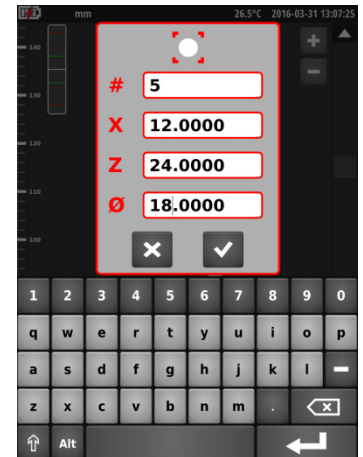 mm 26.5°C 2016-03-31 13:07:25
140
130
120
110
100
# 5
X 12.0000
Z 24.0000
Ø 18.0000
1 2 3 4 5 6 7 8 9 0
q w e r t y u i o p
a s d f g h j k l -
z x c v b n m .
Alt